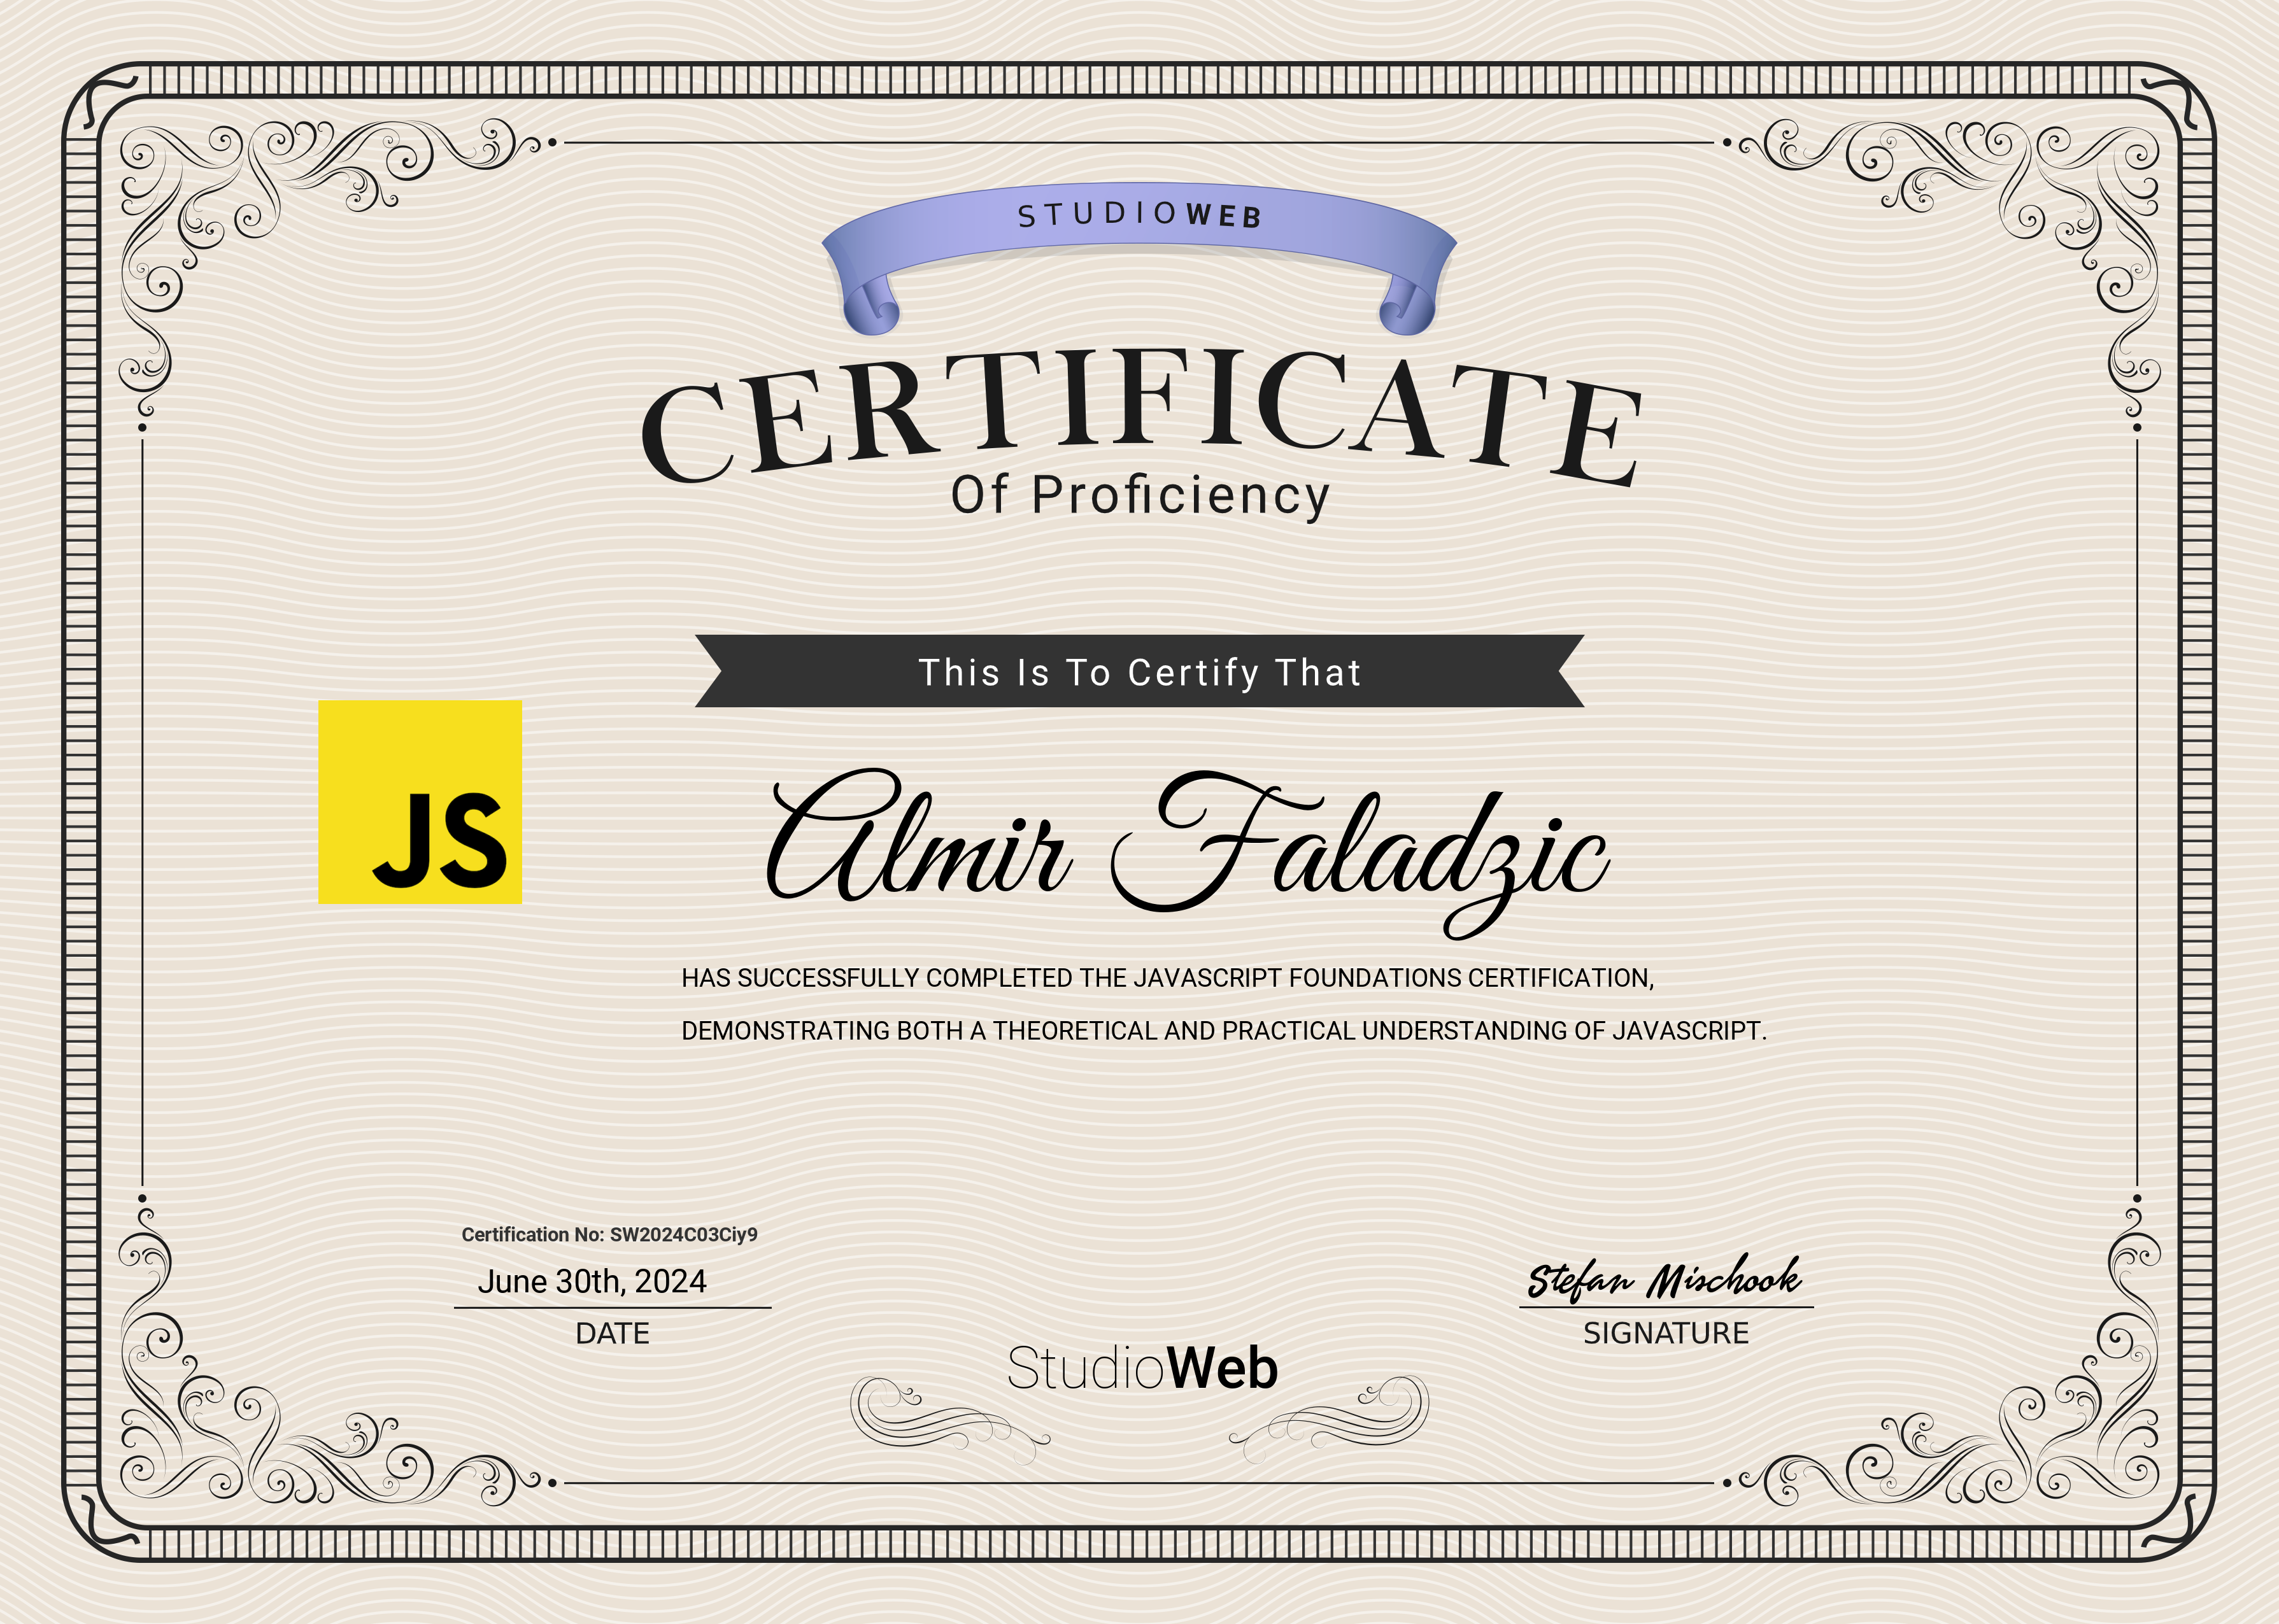 STUDIOWEB
CERTIFICATE
Of Proficiency
This Is To Certify That
JS
Almir Faladzic
HAS SUCCESSFULLY COMPLETED THE JAVASCRIPT FOUNDATIONS CERTIFICATION,
DEMONSTRATING BOTH A THEORETICAL AND PRACTICAL UNDERSTANDING OF JAVASCRIPT.
Certification No: SW2024C03Ciy9
June 30th, 2024
DATE
Stefan Mischook
SIGNATURE
StudioWeb